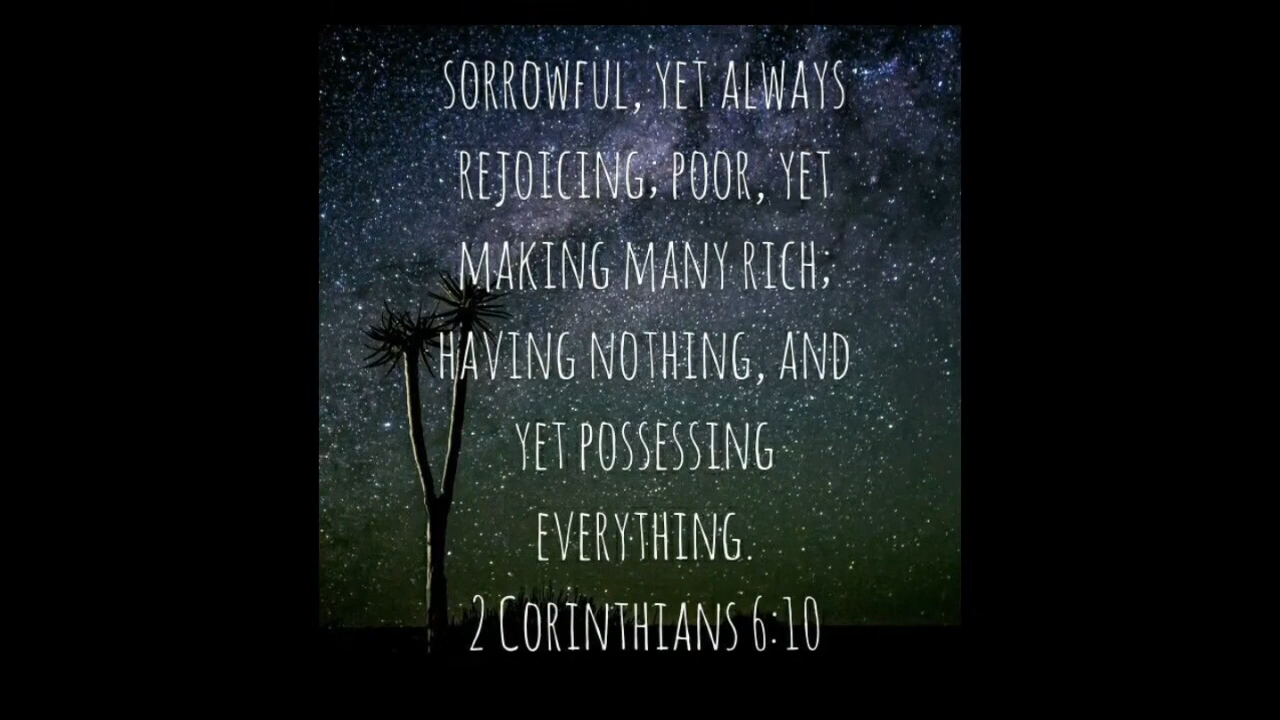 SORROWFUL, YET ALWAYS
REJOICING; POOR, YET
MAKING MANY RICH;
HAVING NOTHING, AND
YET POSSESSING
EVERYTHING.
2 CORINTHIANS 6:10